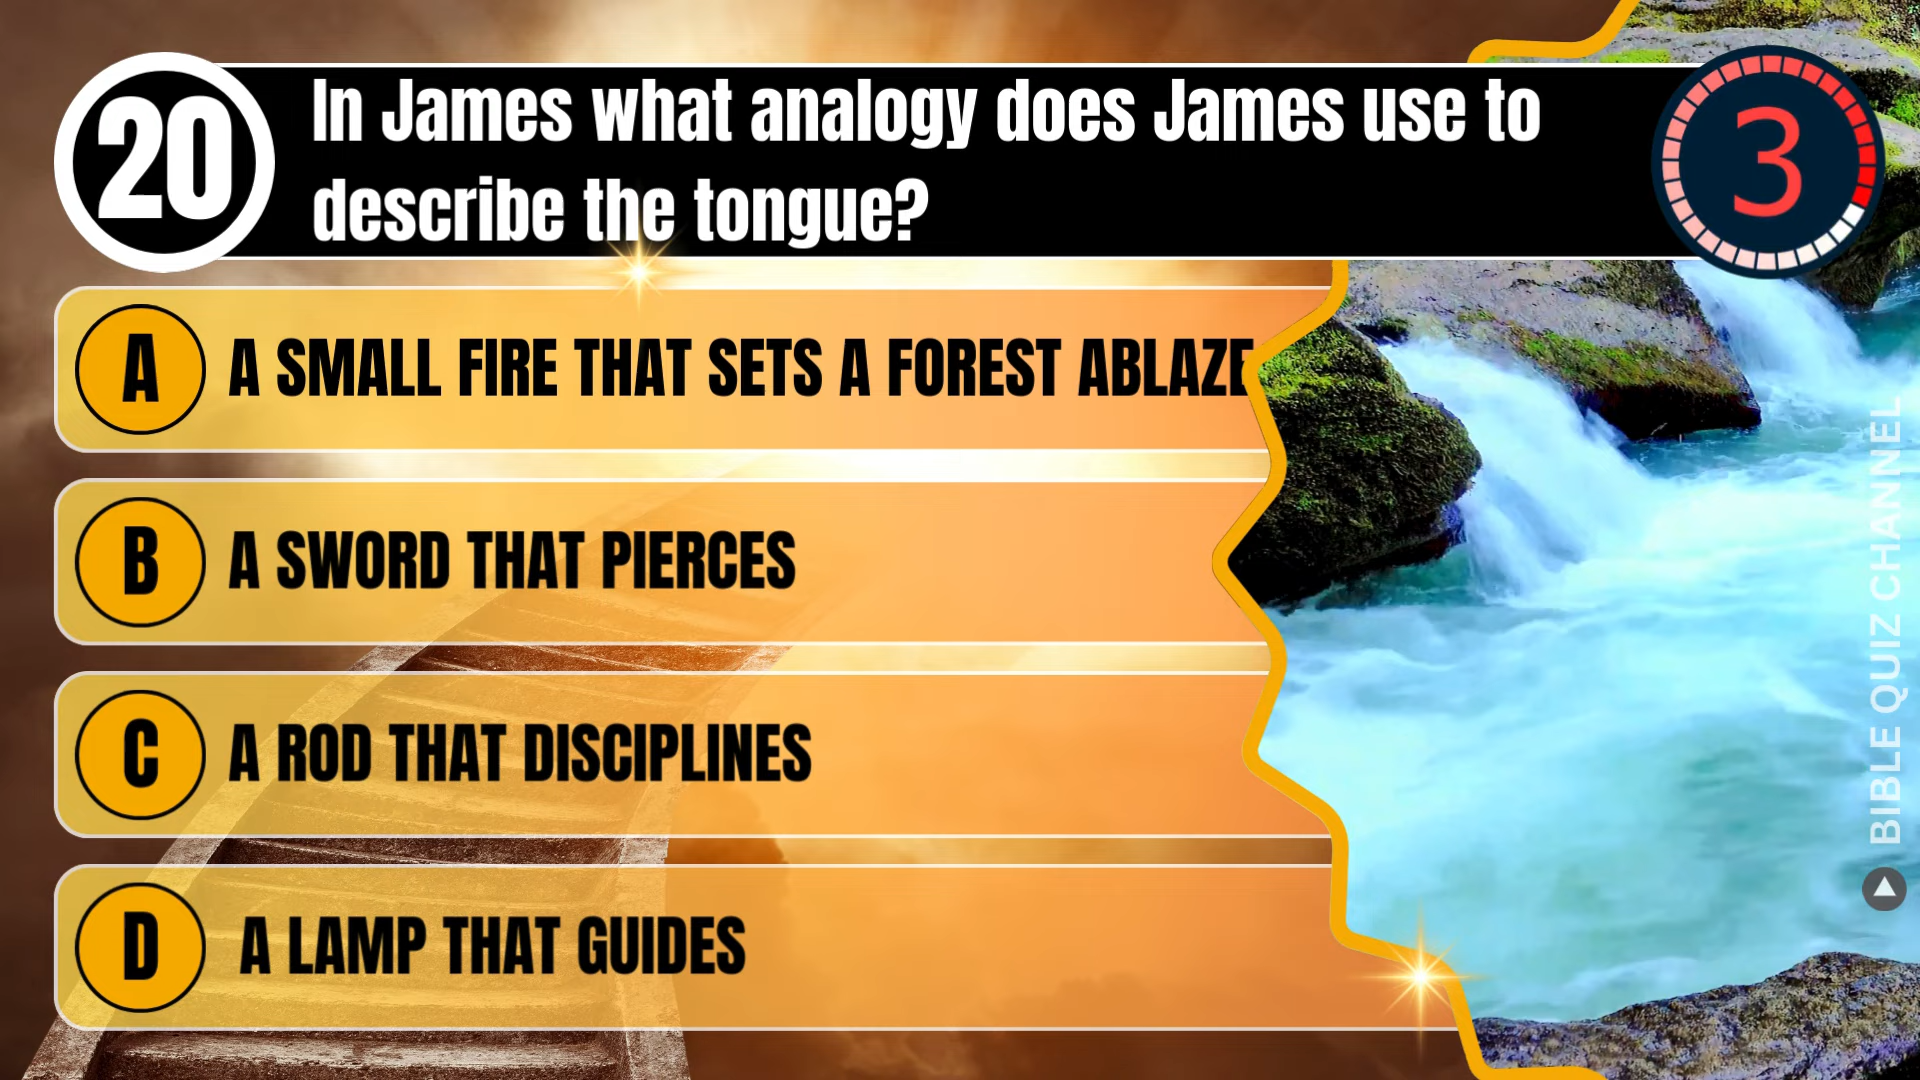 20
In James what analogy does James use to
describe the tongue?
3
A
A SMALL FIRE THAT SETS A FOREST ABLAZE
B
A SWORD THAT PIERCES
C
A ROD THAT DISCIPLINES
D
A LAMP THAT GUIDES
BIBLE QUIZ CHANNEL